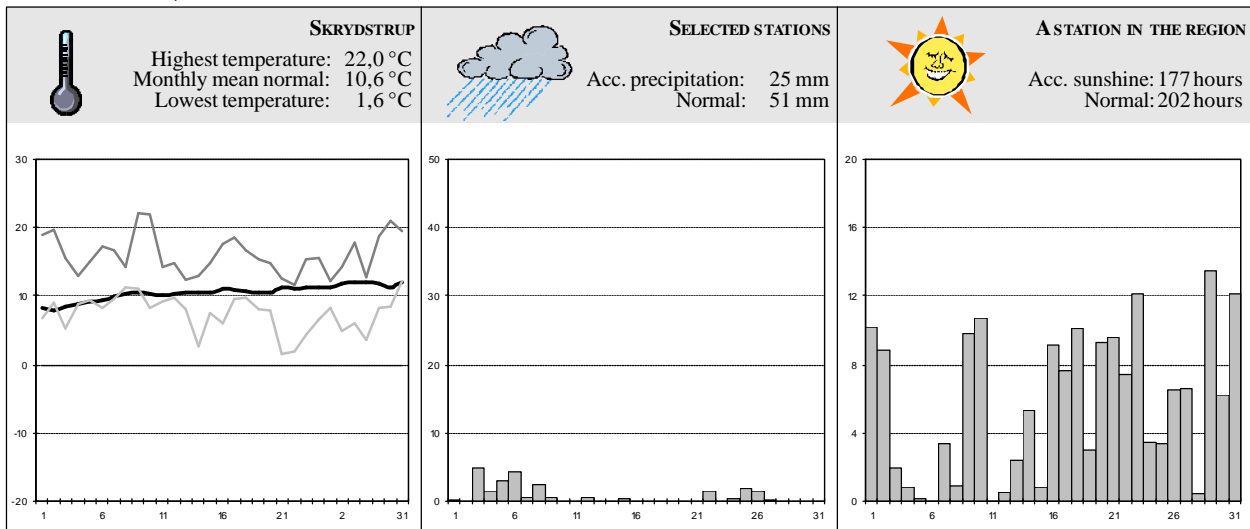 SKRYDSTRUP
Highest temperature: 22,0 °C
Monthly mean normal: 10,6 °C
Lowest temperature: 1,6 °C
SELECTED STATIONS
Acc. precipitation: 25 mm
Normal: 51 mm
A STATION IN THE REGION
Acc. sunshine: 177 hours
Normal: 202 hours
30
20
10
0
-10
-20
1 6 11 16 21 2 31
50
40
30
20
10
0
1 6 11 16 21 26 31
20
16
12
8
4
0
1 6 11 16 21 26 31